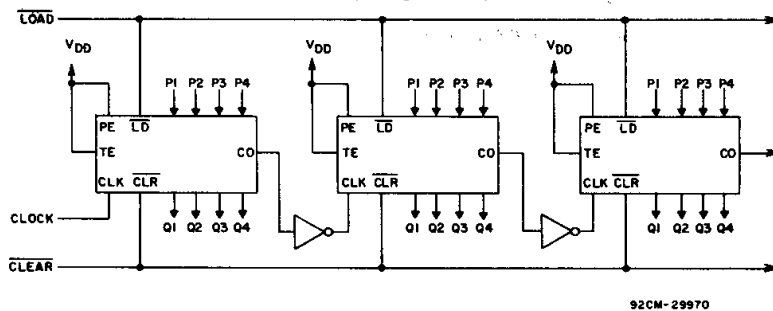 LOAD
VDD VDD VDD
P1 P2 P3 P4 P1 P2 P3 P4 P1 P2 P3 P4
PE LD PE LD PE LD
TE CO TE CO TE CO
CLK CLR CLK CLR CLK CLR
CLOCK Q1 Q2 Q3 Q4 Q1 Q2 Q3 Q4 Q1 Q2 Q3 Q4
CLEAR
92CM-29970